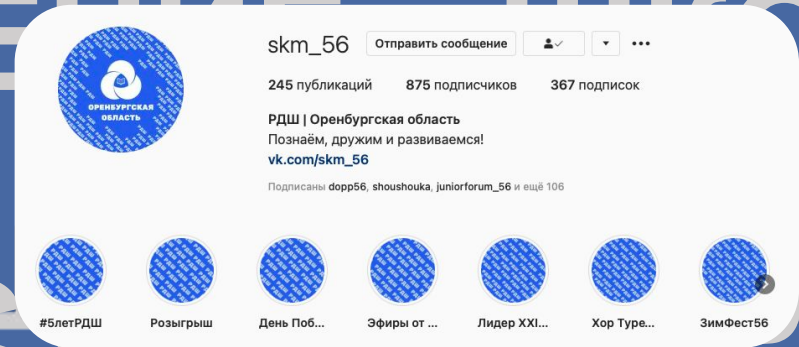 ОРЕНБУРГСКАЯ
ОБЛАСТЬ
skm_56 Отправить сообщение
245 публикаций 875 подписчиков 367 подписок
РДШ | Оренбургская область
Познаём, дружим и развиваемся!
vk.com/skm_56
Подписаны dopp56, shoushouka, juniorforum_56 и ещё 106
#5летРДШ Розыгрыш День Поб... Эфиры от ... Лидер XXI... Хор Туре... ЗимФест56